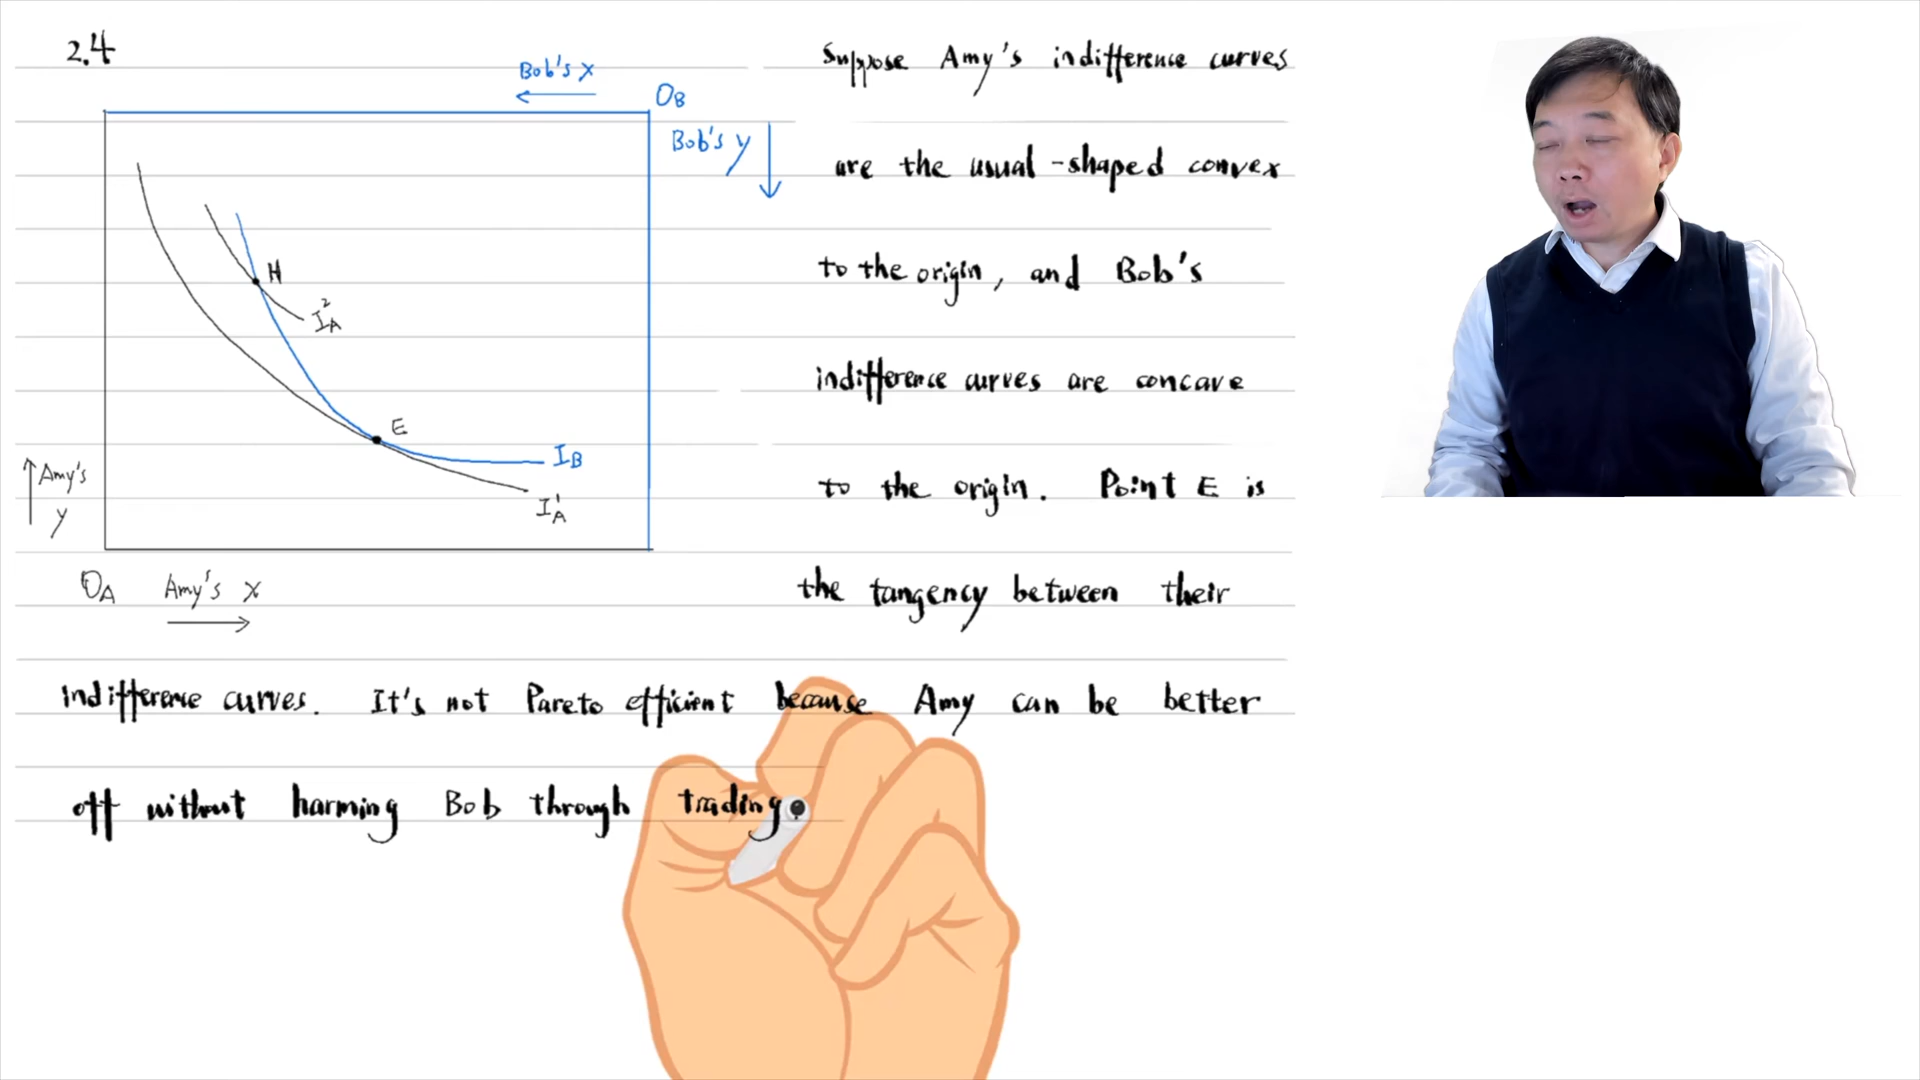 2.4
Bob's x
O_B
Bob's y
H
I_A^2
E
I_B
I_A^1
Amy's
y
O_A Amy's x
Suppose Amy's indifference curves
are the usual-shaped convex
to the origin, and Bob's
indifference curves are concave
to the origin. Point E is
the tangency between their
indifference curves. It's not Pareto efficient because Amy can be better
off without harming Bob through trading